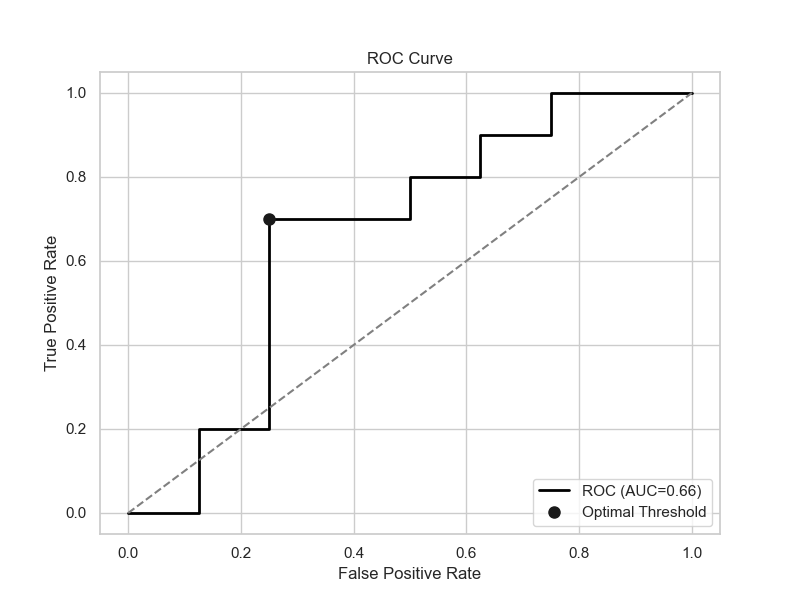 ROC Curve
1.0
0.8
0.6
0.4
0.2
0.0
True Positive Rate
0.0 0.2 0.4 0.6 0.8 1.0
False Positive Rate
ROC (AUC=0.66)
Optimal Threshold